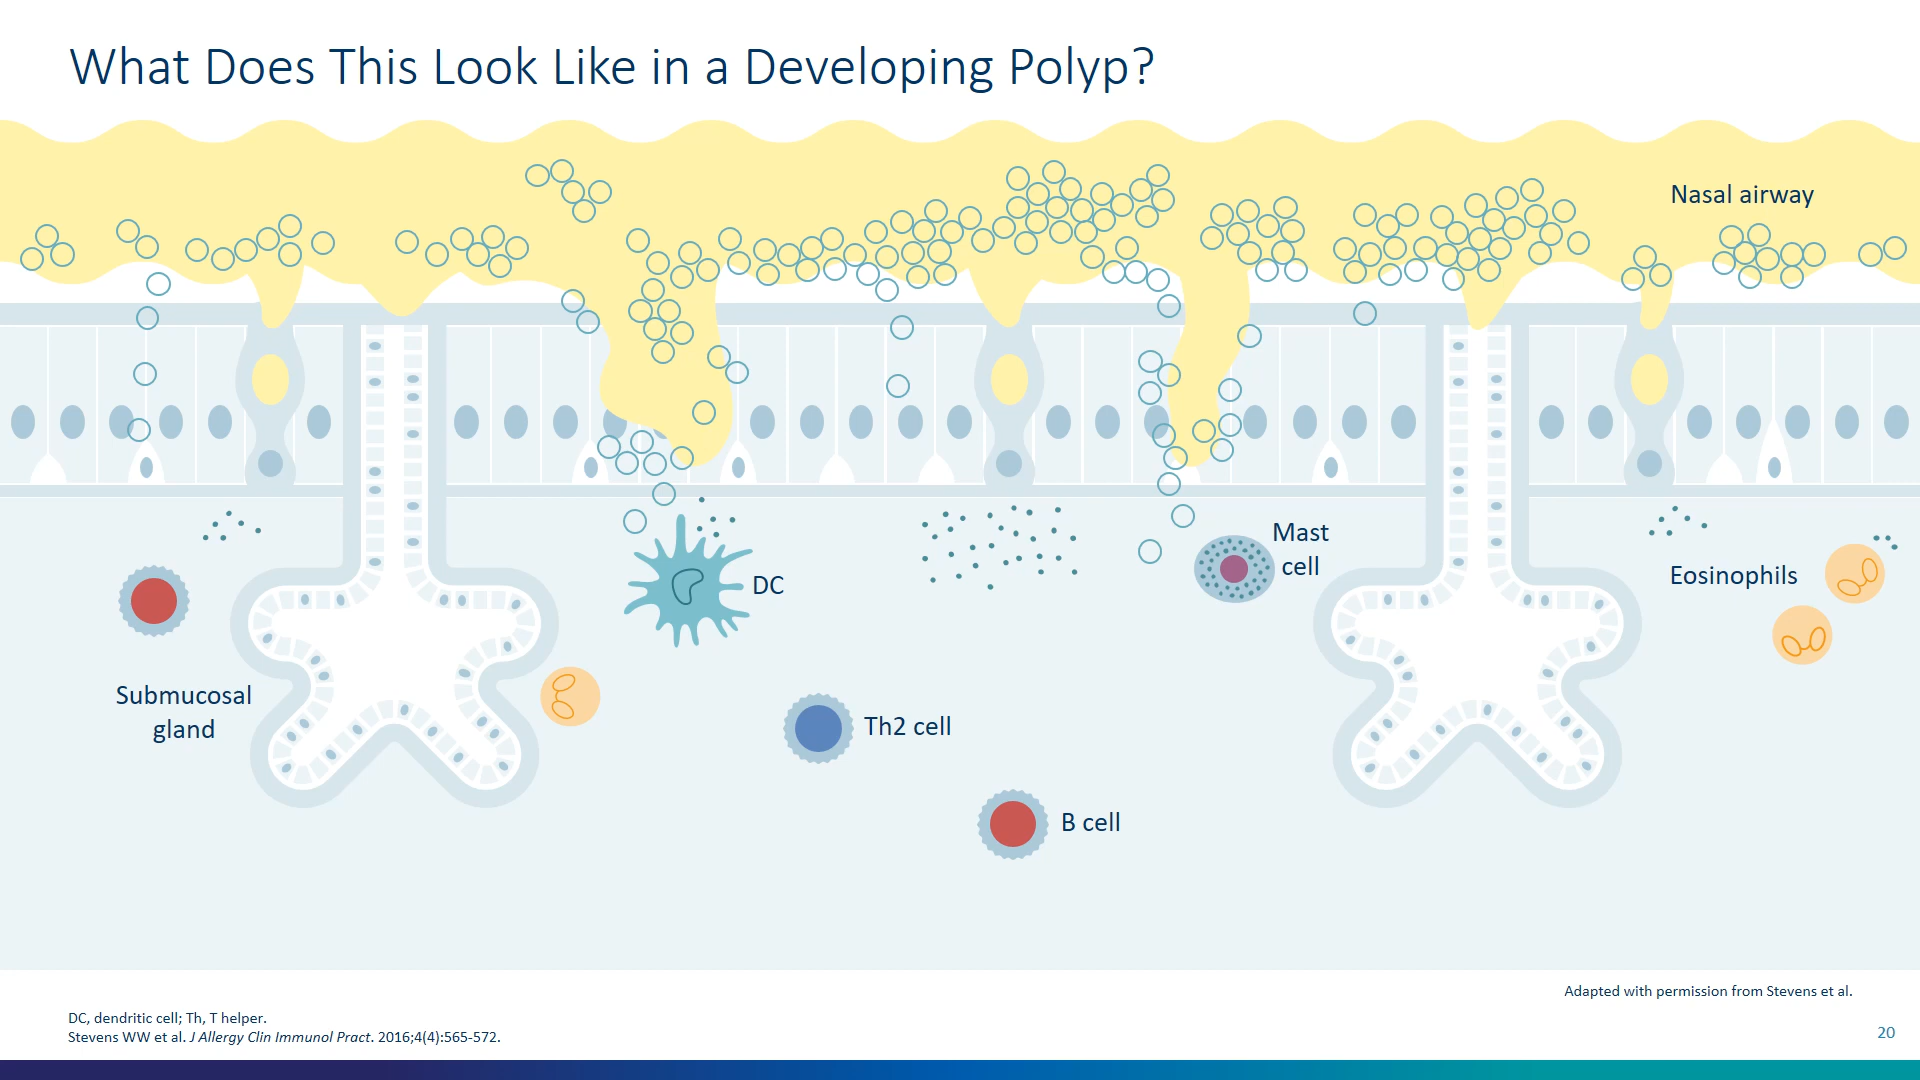 What Does This Look Like in a Developing Polyp?
Nasal airway
Mast
cell
DC
Eosinophils
Submucosal
gland
Th2 cell
B cell
Adapted with permission from Stevens et al.
DC, dendritic cell; Th, T helper.
Stevens WW et al. J Allergy Clin Immunol Pract. 2016;4(4):565-572.
20